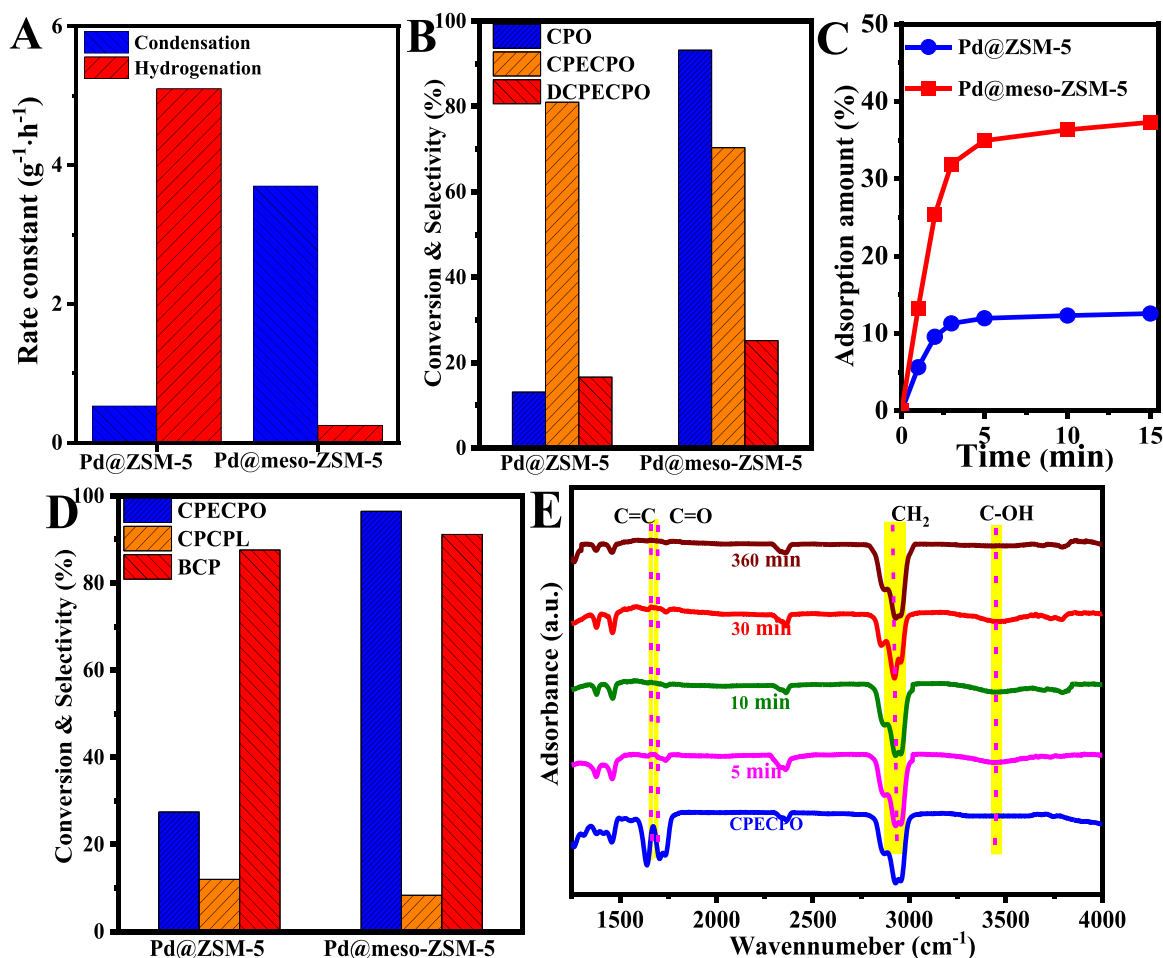 A
Condensation
Hydrogenation
Rate constant (g⁻¹·h⁻¹)
6
4
2
0
Pd@ZSM-5
Pd@meso-ZSM-5
B
CPO
CPECPO
DCPECPO
Conversion & Selectivity (%)
100
80
60
40
20
0
Pd@ZSM-5
Pd@meso-ZSM-5
C
Pd@ZSM-5
Pd@meso-ZSM-5
Adsorption amount (%)
50
40
30
20
10
0
0 5 10 15
Time (min)
D
CPECPO
CPCPL
BCP
Conversion & Selectivity (%)
100
80
60
40
20
0
Pd@ZSM-5
Pd@meso-ZSM-5
E
C=C C=O CH₂ C-OH
360 min
30 min
10 min
5 min
CPECPO
Adsorbance (a.u.)
1500 2000 2500 3000 3500 4000
Wavennumeber (cm⁻¹)